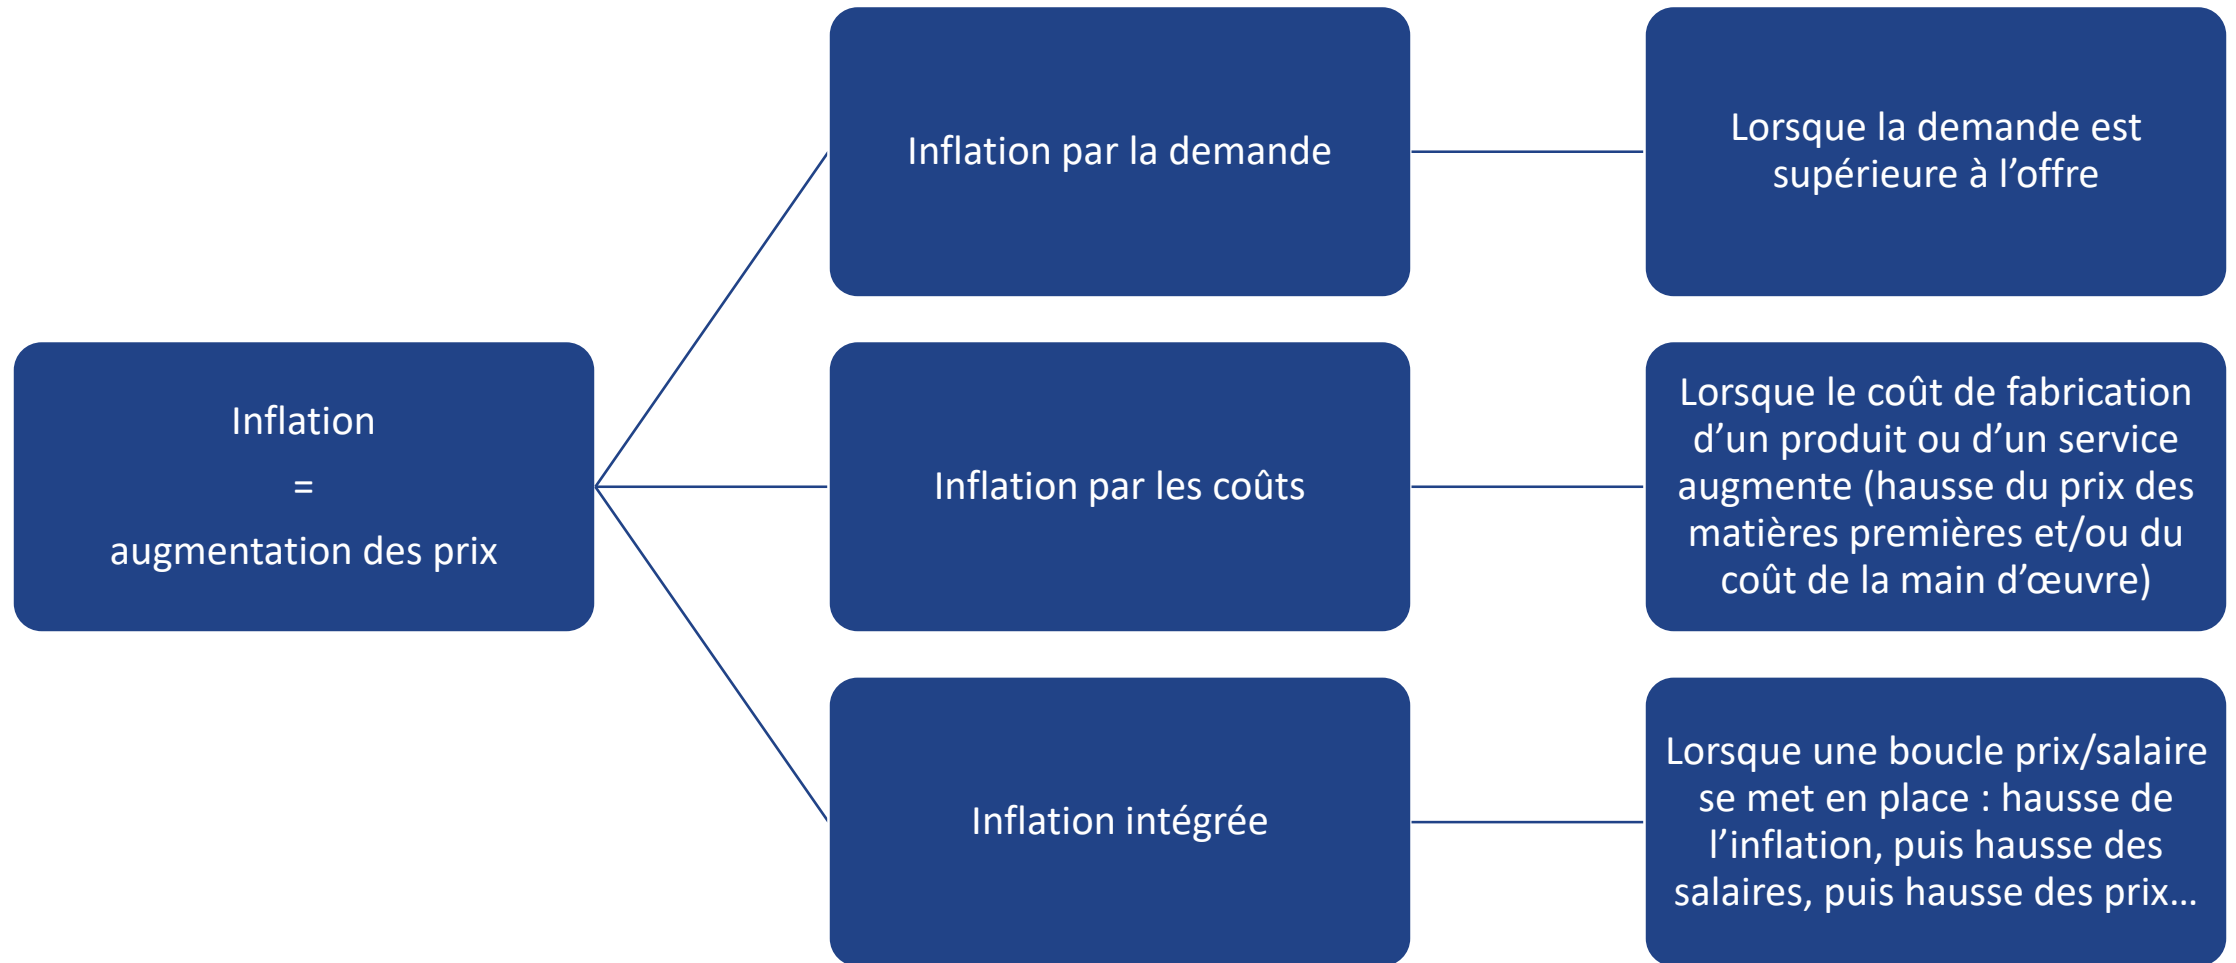 Inflation
=
augmentation des prix
Inflation par la demande
Lorsque la demande est
supérieure à l’offre
Inflation par les coûts
Lorsque le coût de fabrication
d’un produit ou d’un service
augmente (hausse du prix des
matières premières et/ou du
coût de la main d’œuvre)
Inflation intégrée
Lorsque une boucle prix/salaire
se met en place : hausse de
l’inflation, puis hausse des
salaires, puis hausse des prix…